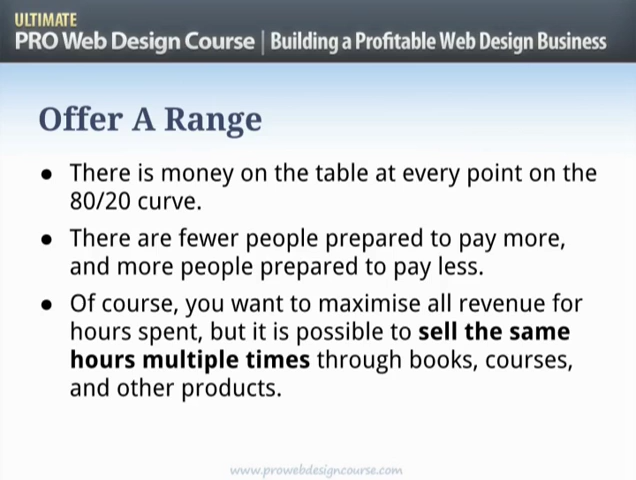 ULTIMATE
PRO Web Design Course | Building a Profitable Web Design Business
Offer A Range
● There is money on the table at every point on the
80/20 curve.
● There are fewer people prepared to pay more,
and more people prepared to pay less.
● Of course, you want to maximise all revenue for
hours spent, but it is possible to sell the same
hours multiple times through books, courses,
and other products.
www.prowebdesigncourse.com